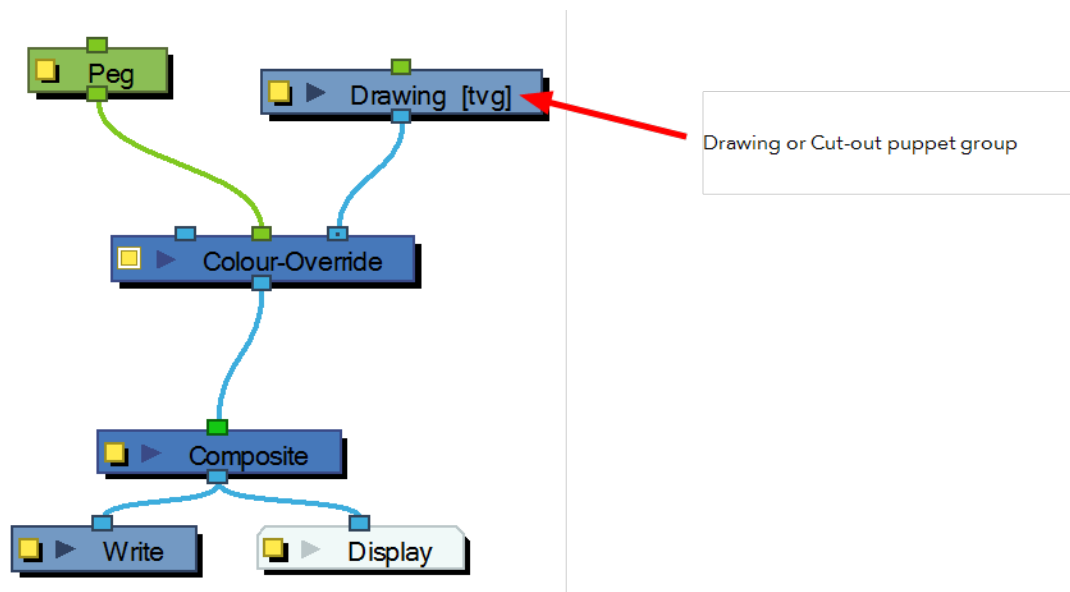 Peg
Drawing [tvg]
Drawing or Cut-out puppet group
Colour-Override
Composite
Write
Display